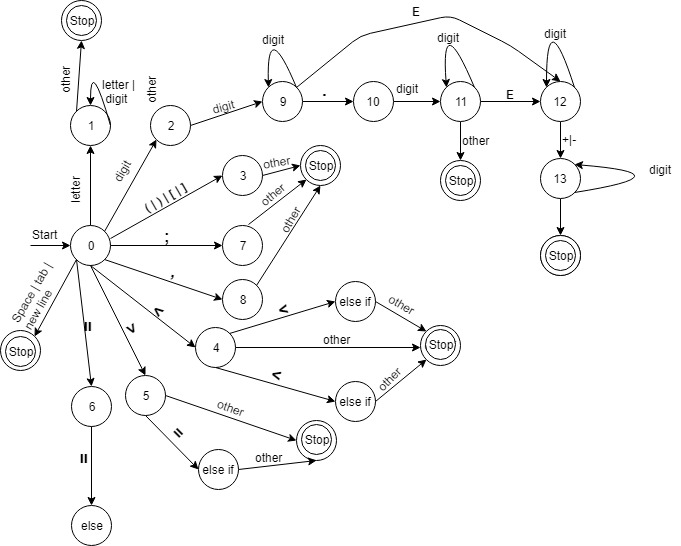 Stop
other
letter |
digit
other
1
letter
digit
2
digit
digit
9
E
.
10
digit
digit
11
E
digit
12
other
Stop
+|-
13
digit
Stop
Start
0
( | ) | [ | ]
3
other
Stop
;
7
other
,
8
other
Space | tab |
new line
Stop
=
6
=
else
>
5
other
Stop
=
else if
other
<
4
<
else if
other
other
Stop
<
else if
other